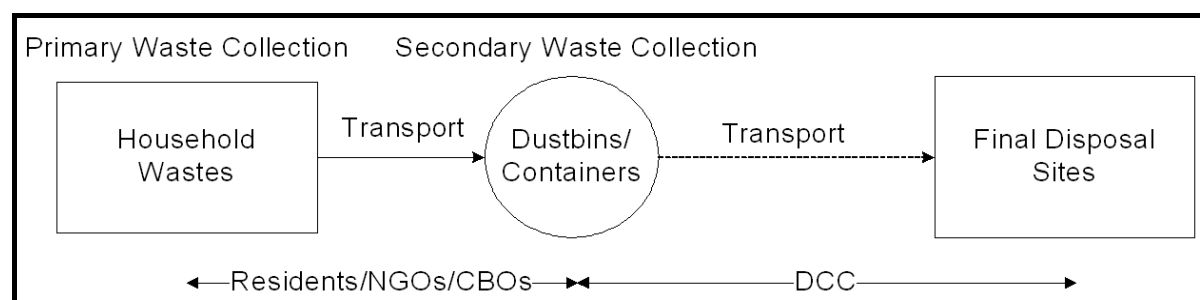 Primary Waste Collection
Secondary Waste Collection
Household
Wastes
Transport
Dustbins/
Containers
Transport
Final Disposal
Sites
Residents/NGOs/CBOs
DCC